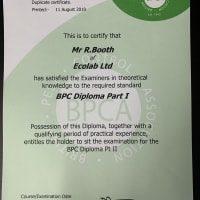 Duplicate certificate.
Printed:- 11 August 2010
This is to certify that
Mr R.Booth
of
Ecolab Ltd
has satisfied the Examiners in theoretical
knowledge to the required standard
BPC Diploma Part I
BPCA
Possession of this Diploma, together with a
qualifying period of practical experience,
entitles the holder to sit the examination for the
BPC Diploma Pt II
Course/Examination Date